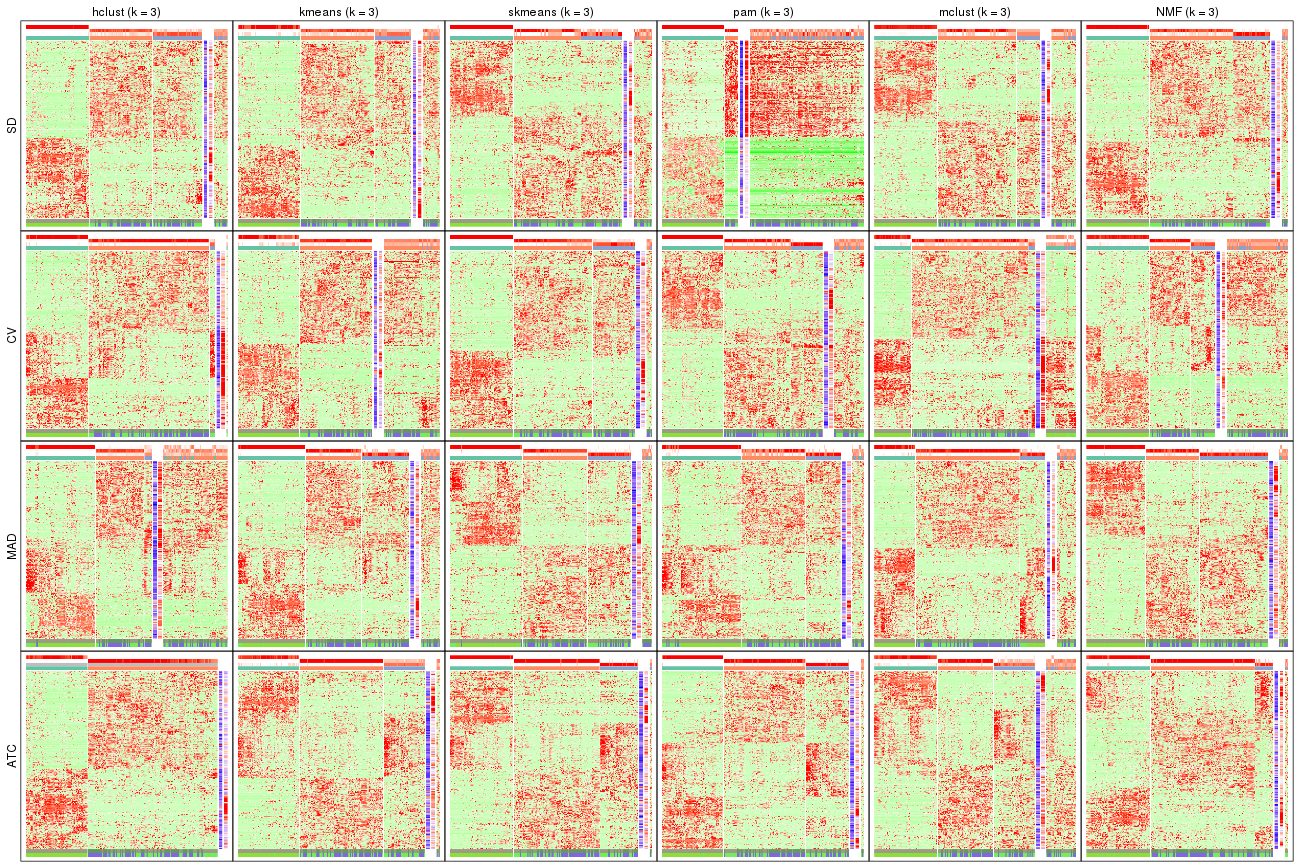 hclust (k = 3) kmeans (k = 3) skmeans (k = 3) pam (k = 3) mclust (k = 3) NMF (k = 3)
SD
CV
MAD
ATC